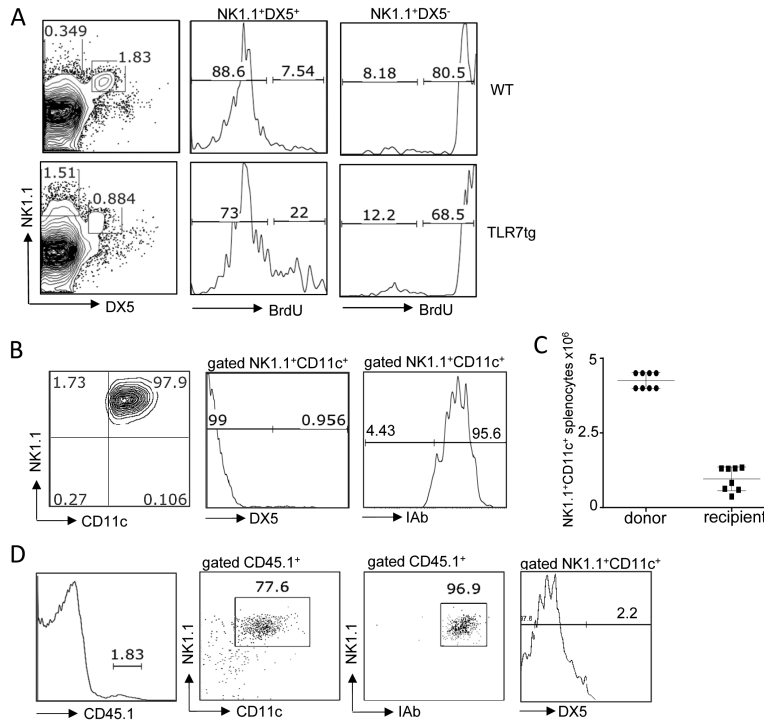 A
NK1.1⁺DX5⁺
NK1.1⁺DX5⁻
0.349
1.83
88.6
7.54
8.18
80.5
WT
1.51
0.884
73
22
12.2
68.5
TLR7tg
NK1.1
DX5
BrdU
BrdU
B
gated NK1.1⁺CD11c⁺
gated NK1.1⁺CD11c⁺
1.73
97.9
0.27
0.106
99
0.956
4.43
95.6
NK1.1
CD11c
DX5
IAb
C
NK1.1⁺CD11c⁺ splenocytes x10⁶
5
2.5
0
donor
recipient
D
gated CD45.1⁺
gated CD45.1⁺
gated NK1.1⁺CD11c⁺
1.83
77.6
96.9
2.2
NK1.1
NK1.1
CD45.1
CD11c
IAb
DX5